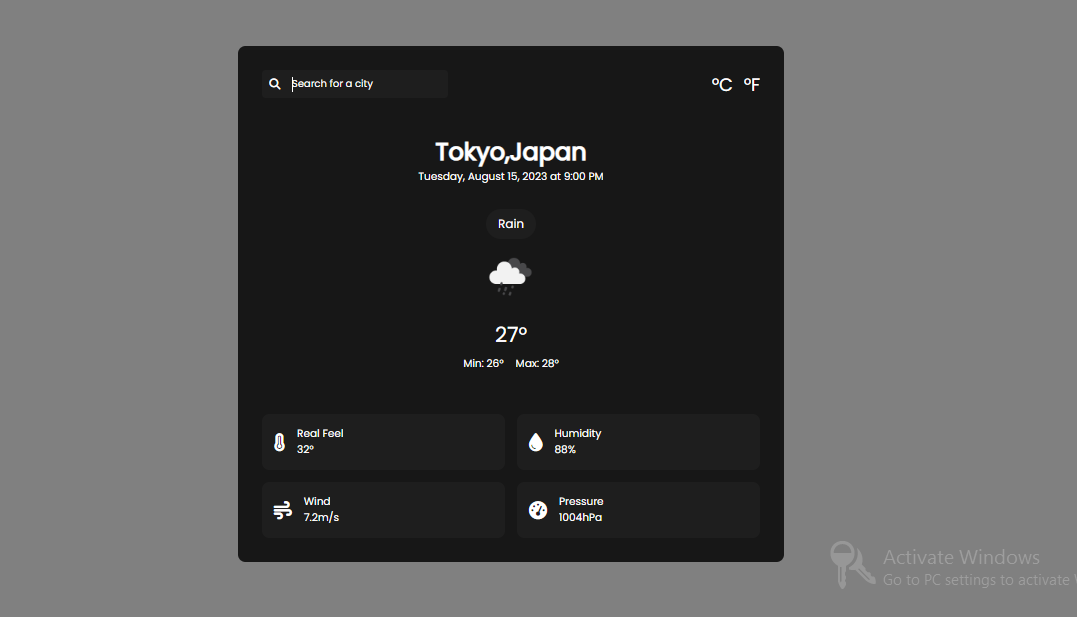 Search for a city
°C °F
Tokyo,Japan
Tuesday, August 15, 2023 at 9:00 PM
Rain
27°
Min: 26° Max: 28°
Real Feel
32°
Humidity
88%
Wind
7.2m/s
Pressure
1004hPa
Activate Windows
Go to PC settings to activate